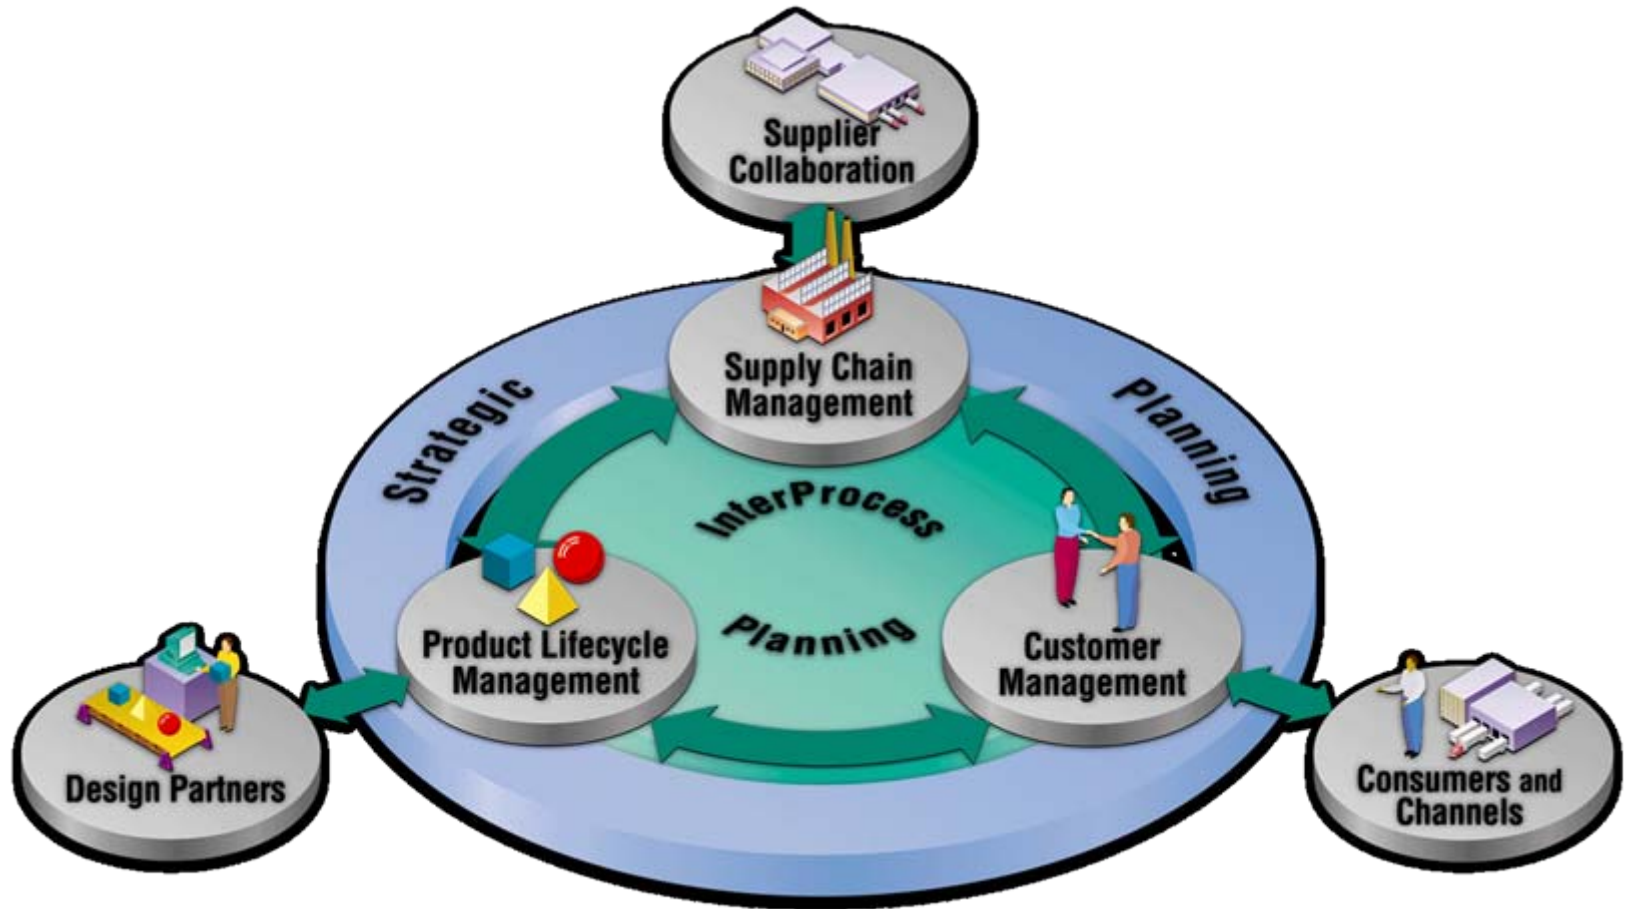 Supplier
Collaboration
Supply Chain
Management
Strategic
Planning
InterProcess
Planning
Product Lifecycle
Management
Customer
Management
Design Partners
Consumers and
Channels